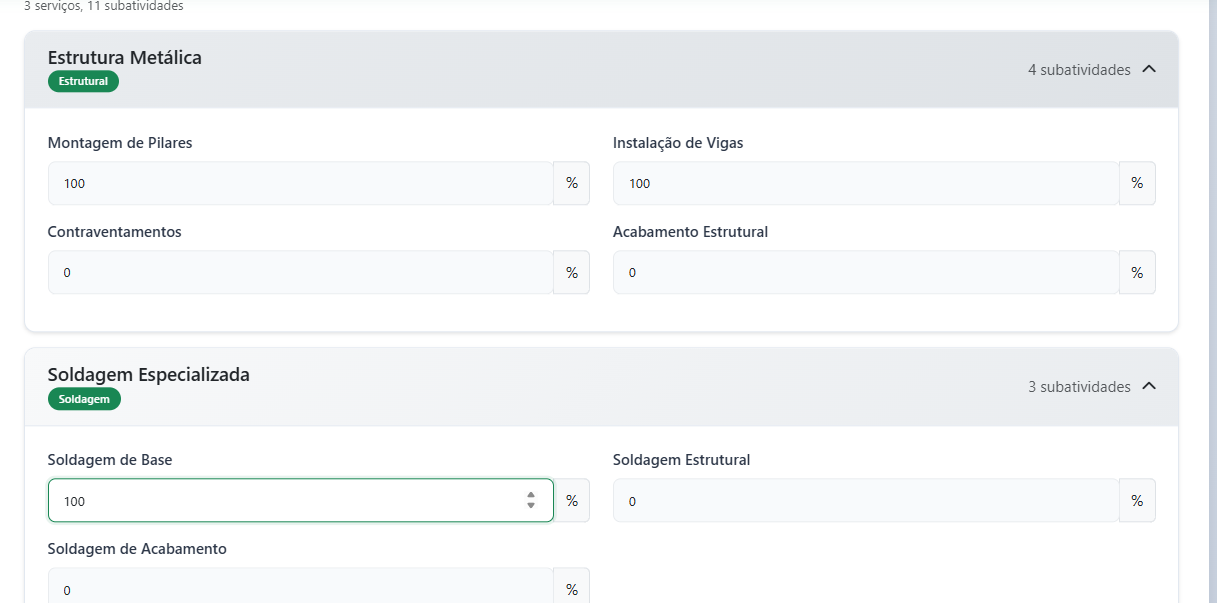 3 serviços, 11 subatividades
Estrutura Metálica
Estrutural
4 subatividades
Montagem de Pilares
Instalação de Vigas
100 %
100 %
Contraventamentos
Acabamento Estrutural
0 %
0 %
Soldagem Especializada
Soldagem
3 subatividades
Soldagem de Base
Soldagem Estrutural
100 %
0 %
Soldagem de Acabamento
0 %